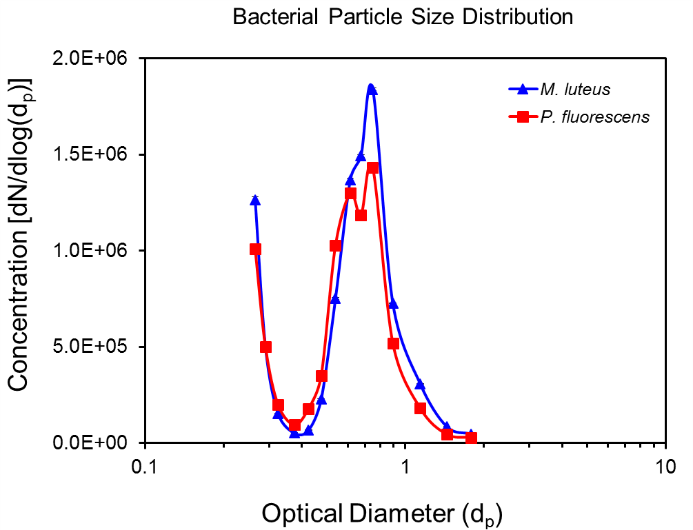 Bacterial Particle Size Distribution
2.0E+06
1.5E+06
1.0E+06
5.0E+05
0.0E+00
Concentration [dN/dlog(dp)]
M. luteus
P. fluorescens
0.1
1
10
Optical Diameter (dp)